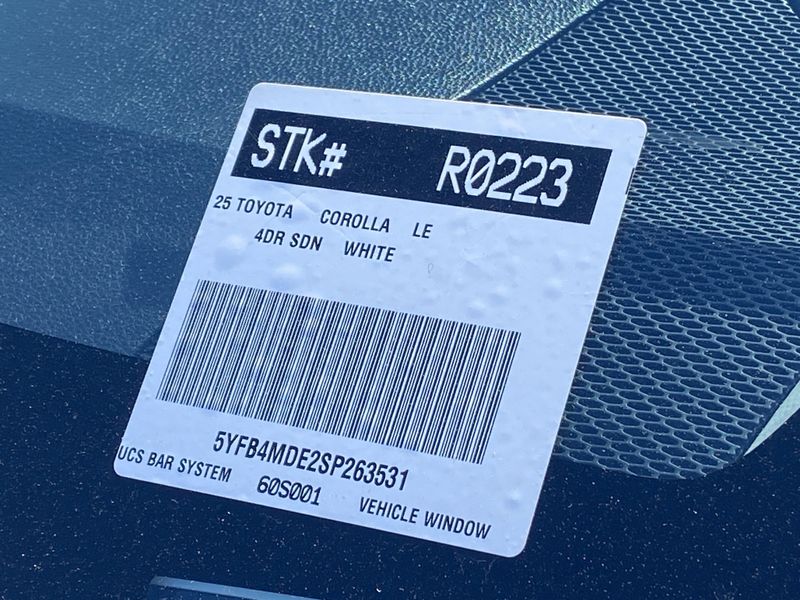 STK# R0223
25 TOYOTA COROLLA LE
4DR SDN WHITE
5YFB4MDE2SP263531
UCS BAR SYSTEM 60S001 VEHICLE WINDOW